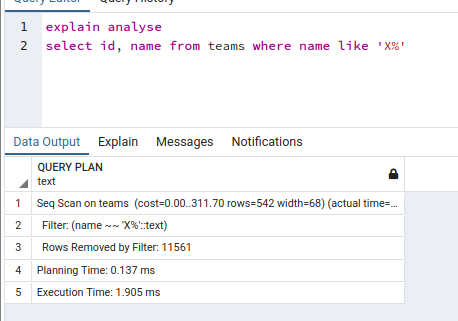 Query Editor Query History
1 explain analyse
2 select id, name from teams where name like 'X%'
Data Output Explain Messages Notifications
QUERY PLAN
text
1 Seq Scan on teams (cost=0.00..311.70 rows=542 width=68) (actual time=…
2 Filter: (name ~~ 'X%'::text)
3 Rows Removed by Filter: 11561
4 Planning Time: 0.137 ms
5 Execution Time: 1.905 ms